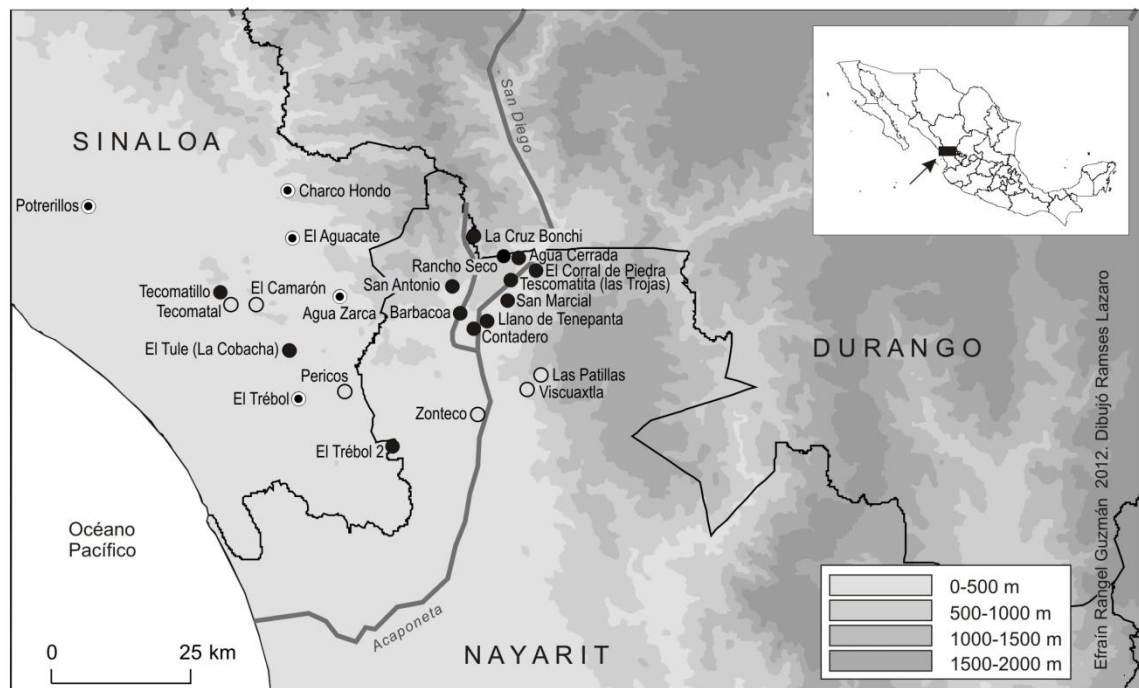 San Diego
SINALOA
Charco Hondo
Potrerillos
El Aguacate
La Cruz Bonchi
Agua Cerrada
Rancho Seco
El Corral de Piedra
Tescomatita (las Trojas)
San Antonio
El Camarón
Tecomatillo
Tecomatal
Agua Zarca
San Marcial
Barbacoa
Llano de Tenepanta
Contadero
El Tule (La Cobacha)
DURANGO
Pericos
Las Patillas
Viscuaxtla
El Trébol
Zonteco
El Trébol 2
Océano
Pacífico
Acaponeta
NAYARIT
0 25 km
0-500 m
500-1000 m
1000-1500 m
1500-2000 m
Efraín Rangel Guzmán 2012. Dibujó Ramses Lazaro